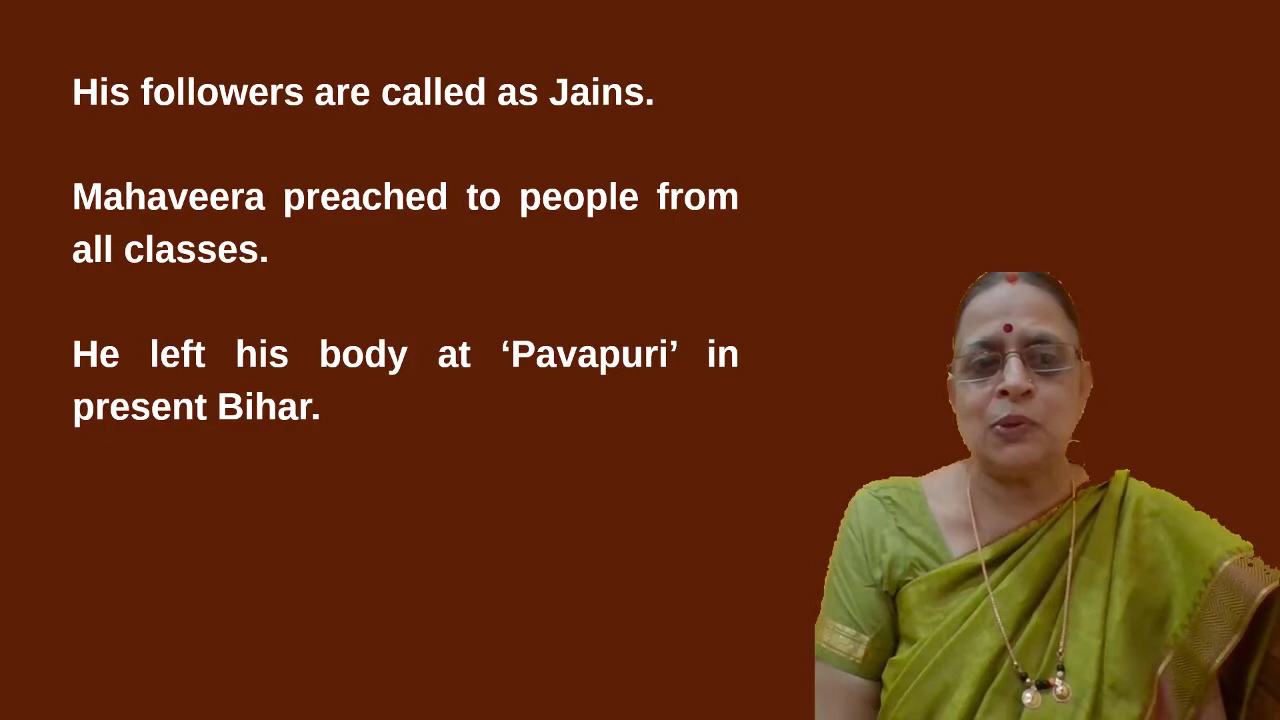 His followers are called as Jains.
Mahaveera preached to people from
all classes.
He left his body at ‘Pavapuri’ in
present Bihar.